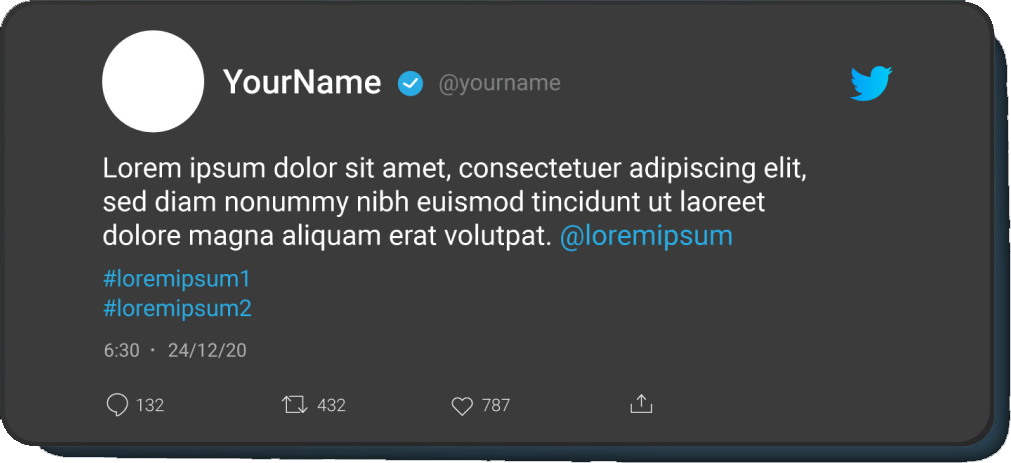 YourName @yourname
Lorem ipsum dolor sit amet, consectetuer adipiscing elit,
sed diam nonummy nibh euismod tincidunt ut laoreet
dolore magna aliquam erat volutpat. @loremipsum
#loremipsum1
#loremipsum2
6:30 · 24/12/20
132 432 787